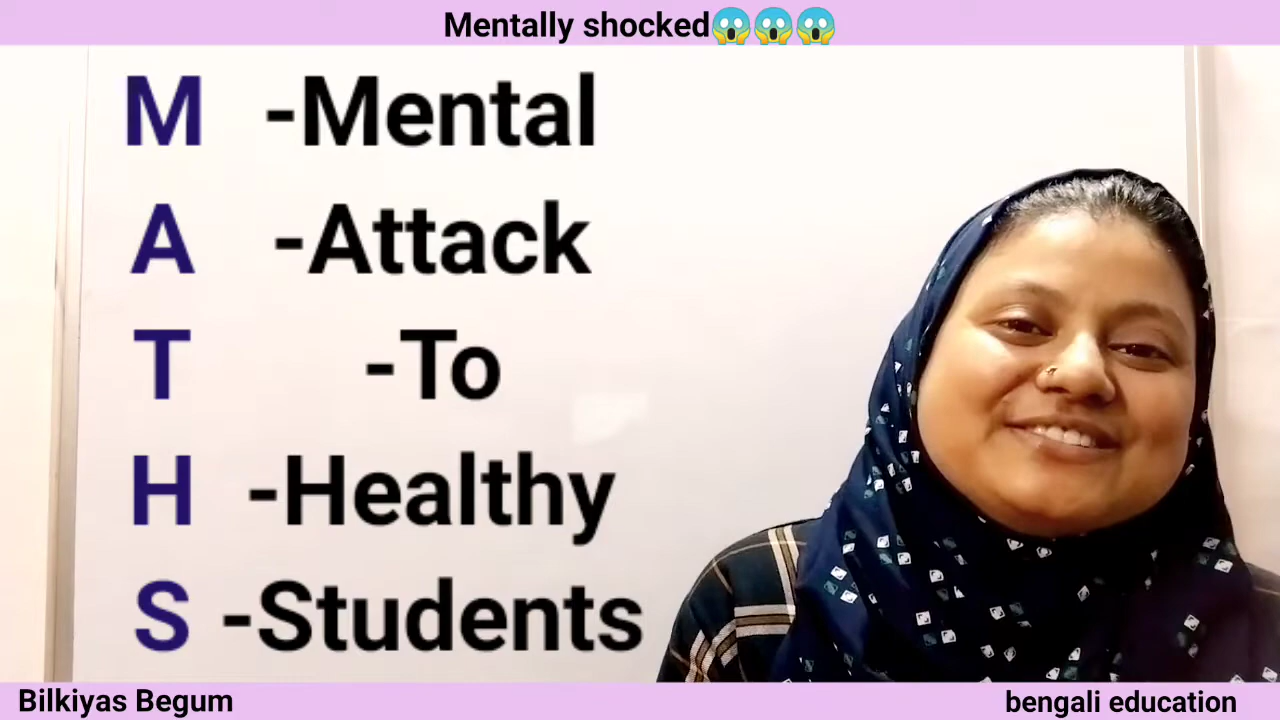 Mentally shocked😱😱😱
M -Mental
A -Attack
T -To
H -Healthy
S -Students
Bilkiyas Begum
bengali education